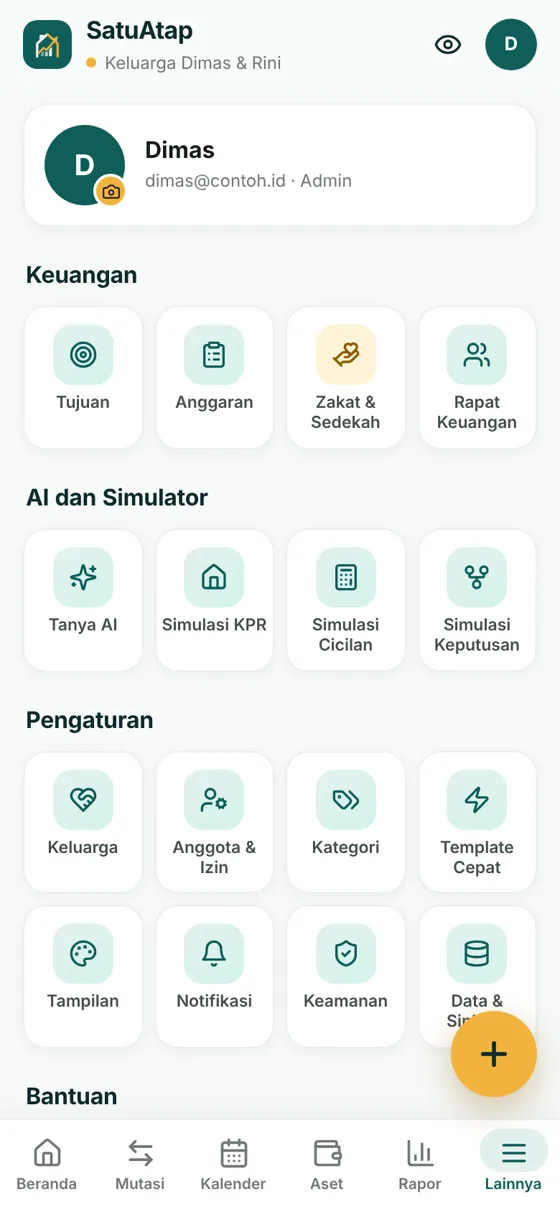 SatuAtap
Keluarga Dimas & Rini
D
D
Dimas
dimas@contoh.id · Admin
Keuangan
Tujuan
Anggaran
Zakat &
Sedekah
Rapat
Keuangan
AI dan Simulator
Tanya AI
Simulasi KPR
Simulasi
Cicilan
Simulasi
Keputusan
Pengaturan
Keluarga
Anggota &
Izin
Kategori
Template
Cepat
Tampilan
Notifikasi
Keamanan
Data &
Bantuan
Beranda
Mutasi
Kalender
Aset
Rapor
Lainnya